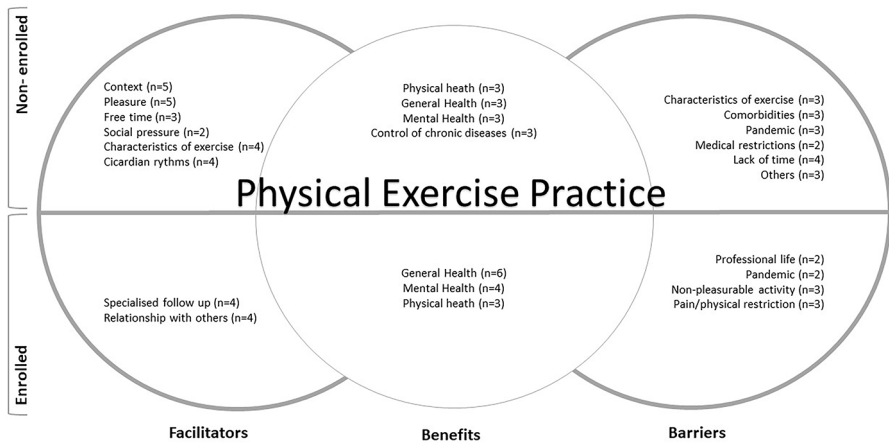 Non- enrolled
Context (n=5)
Pleasure (n=5)
Free time (n=3)
Social pressure (n=2)
Characteristics of exercise (n=4)
Cicardian rythms (n=4)
Physical heath (n=3)
General Health (n=3)
Mental Health (n=3)
Control of chronic diseases (n=3)
Characteristics of exercise (n=3)
Comorbidities (n=3)
Pandemic (n=3)
Medical restrictions (n=2)
Lack of time (n=4)
Others (n=3)
Physical Exercise Practice
Enrolled
Specialised follow up (n=4)
Relationship with others (n=4)
General Health (n=6)
Mental Health (n=4)
Physical heath (n=3)
Professional life (n=2)
Pandemic (n=2)
Non-pleasurable activity (n=3)
Pain/physical restriction (n=3)
Facilitators
Benefits
Barriers